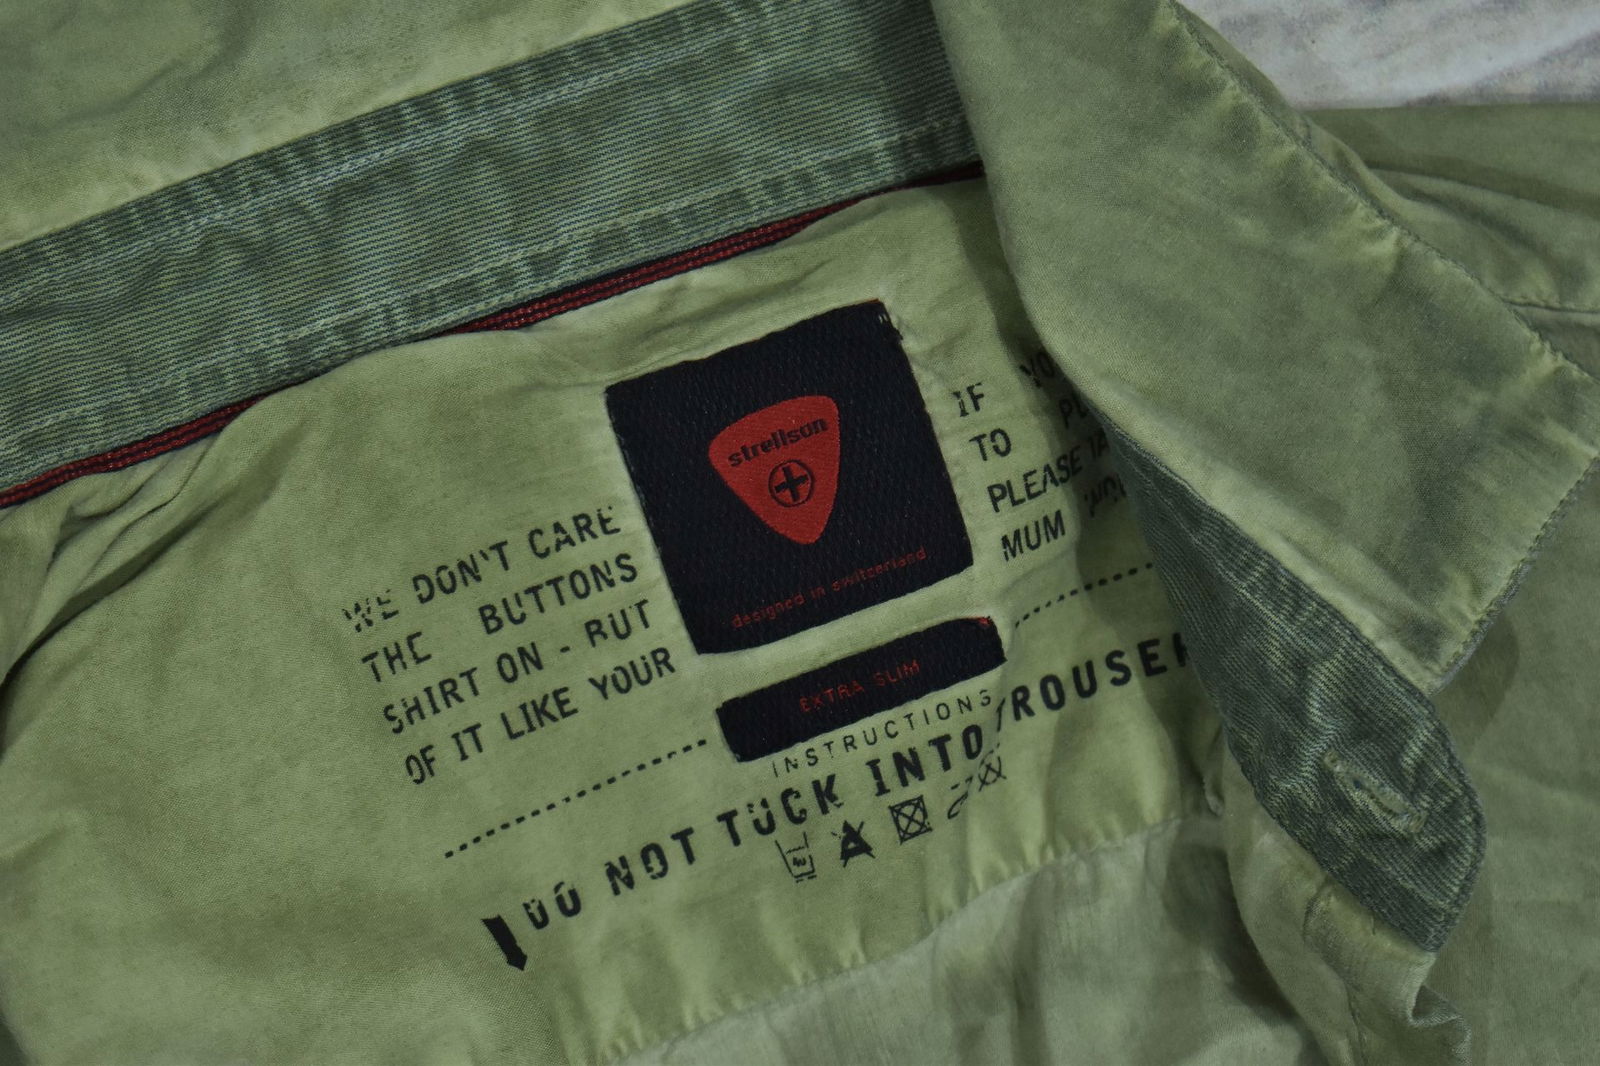 strellson
designed in switzerland
EXTRA SLIM
WE DON'T CARE IF
THE BUTTONS TO
SHIRT ON - BUT PLEASE
OF IT LIKE YOUR MUM
INSTRUCTIONS
DO NOT TUCK INTO TROUSER